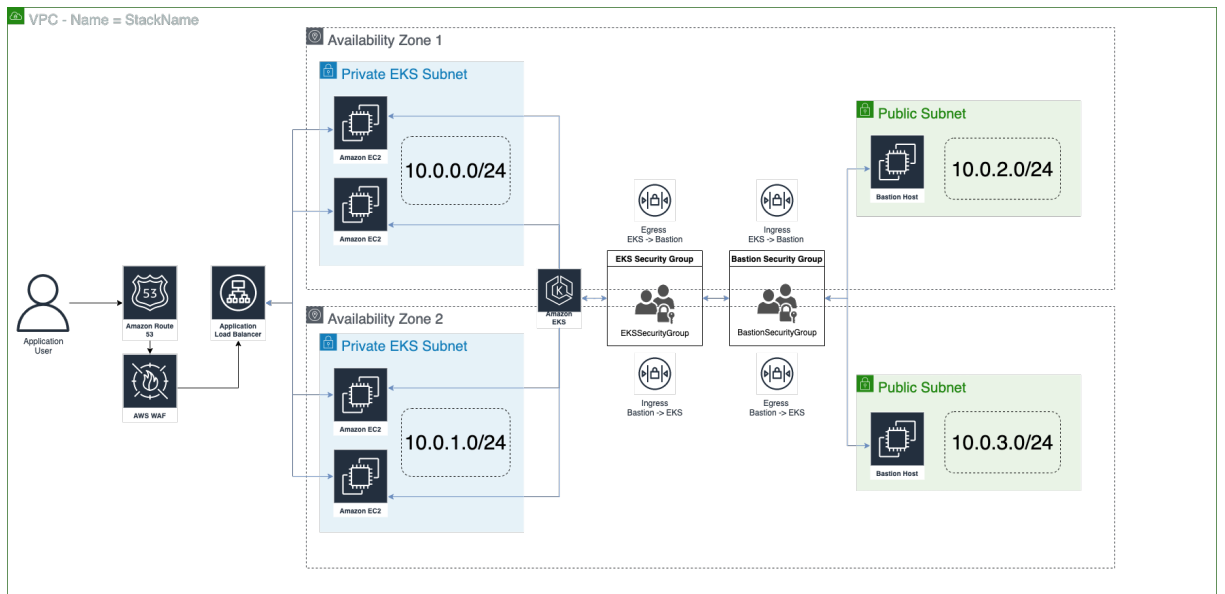 VPC - Name = StackName
Availability Zone 1
Private EKS Subnet
Amazon EC2
10.0.0.0/24
Amazon EC2
Public Subnet
Bastion Host
10.0.2.0/24
Egress
EKS -> Bastion
Ingress
EKS -> Bastion
EKS Security Group
Bastion Security Group
EKSSecurityGroup
BastionSecurityGroup
Ingress
Bastion -> EKS
Egress
Bastion -> EKS
Amazon
EKS
Application
User
53
Amazon Route
53
AWS WAF
Application
Load Balancer
Availability Zone 2
Private EKS Subnet
Amazon EC2
10.0.1.0/24
Amazon EC2
Public Subnet
Bastion Host
10.0.3.0/24
K